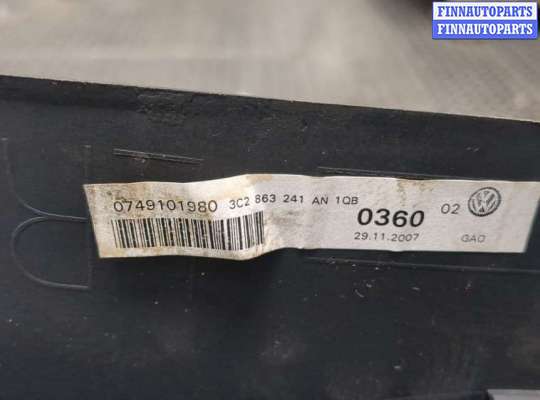 FINNAUTOPARTS
FINNAUTOPARTS
0749101980 3C2 863 241 AN 1QB
0360 02
29.11.2007 GAO